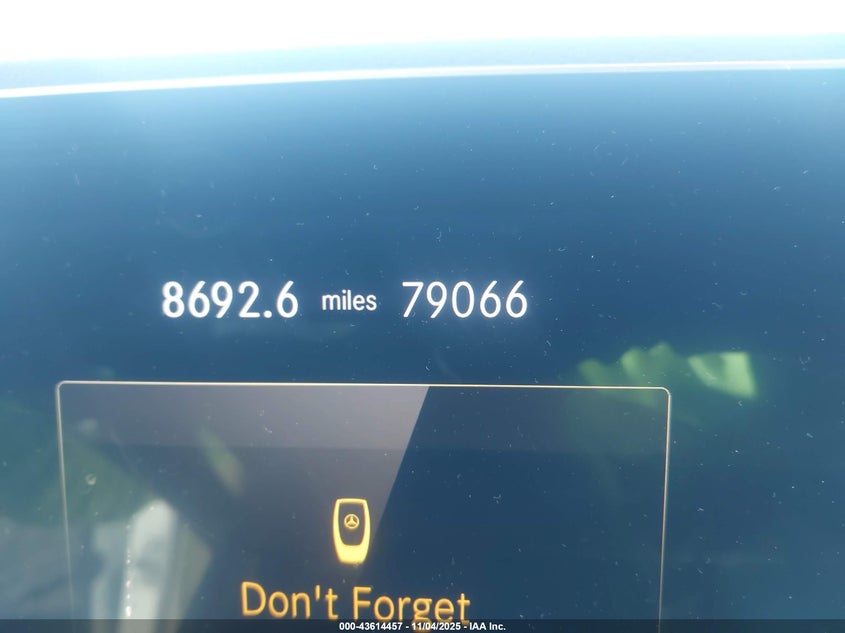 8692.6 miles 79066
Don't Forget
000-43614457 - 11/04/2025 - IAA Inc.